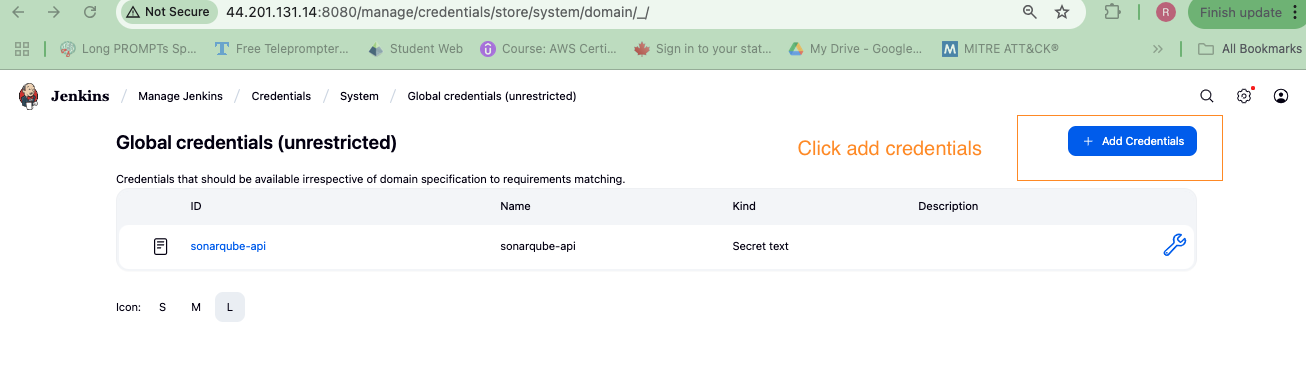 Not Secure 44.201.131.14:8080/manage/credentials/store/system/domain/_/ R Finish update
Long PROMPTs Sp... Free Teleprompter... Student Web Course: AWS Certi... Sign in to your stat... My Drive - Google... M MITRE ATT&CK® » All Bookmarks
Jenkins / Manage Jenkins / Credentials / System / Global credentials (unrestricted)
Global credentials (unrestricted)
Click add credentials
+ Add Credentials
Credentials that should be available irrespective of domain specification to requirements matching.
ID Name Kind Description
sonarqube-api sonarqube-api Secret text
Icon: S M L